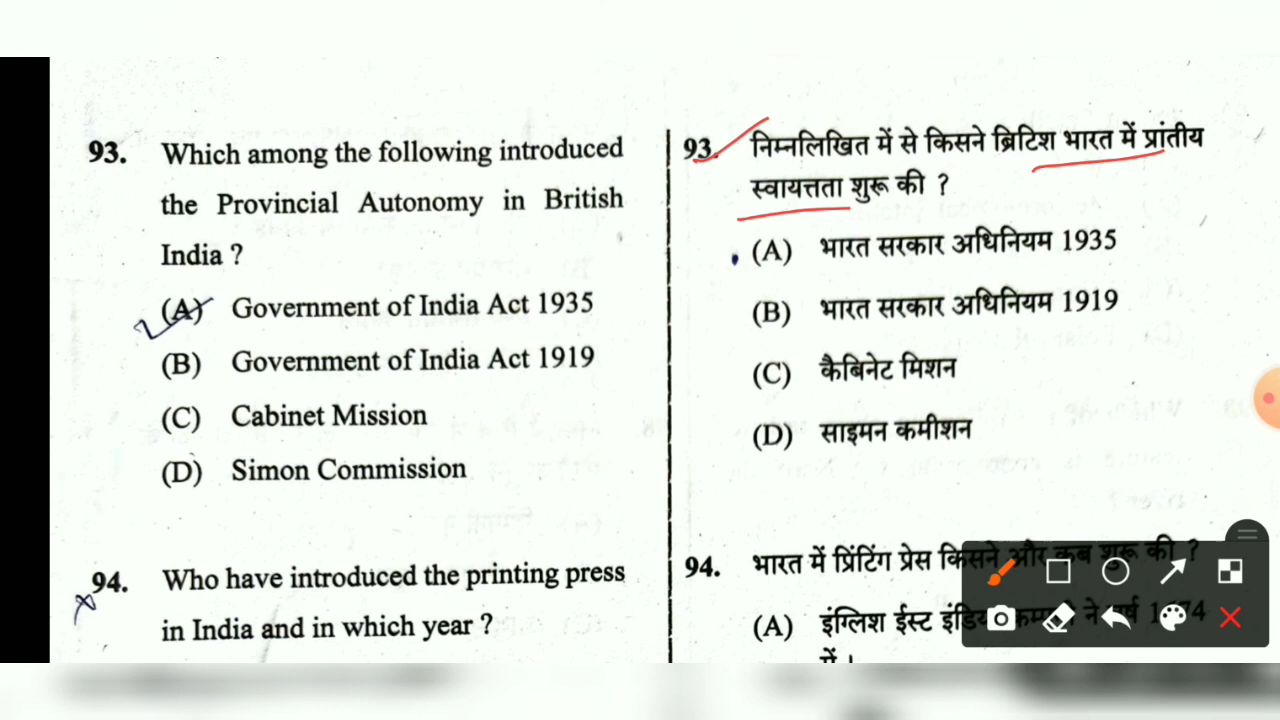 93. Which among the following introduced
the Provincial Autonomy in British
India ?
(A) Government of India Act 1935
(B) Government of India Act 1919
(C) Cabinet Mission
(D) Simon Commission
94. Who have introduced the printing press
in India and in which year ?
93. निम्नलिखित में से किसने ब्रिटिश भारत में प्रांतीय
स्वायत्तता शुरू की ?
(A) भारत सरकार अधिनियम 1935
(B) भारत सरकार अधिनियम 1919
(C) कैबिनेट मिशन
(D) साइमन कमीशन
94. भारत में प्रिंटिंग प्रेस किसने और कब शुरू की ?
(A) इंग्लिश ईस्ट ने
में ।